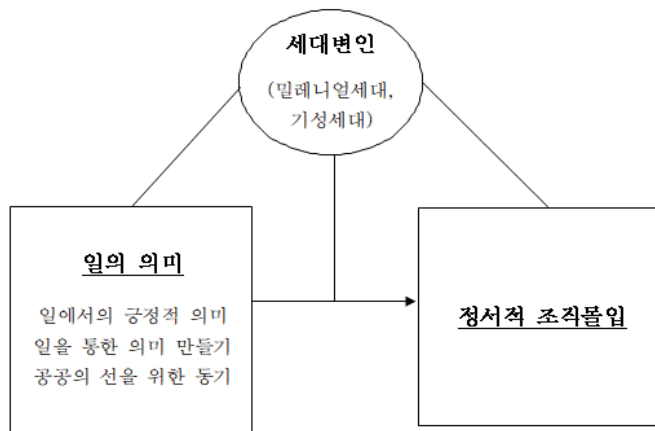 세대변인
(밀레니얼세대,
기성세대)
일의 의미
일에서의 긍정적 의미
일을 통한 의미 만들기
공공의 선을 위한 동기
정서적 조직몰입